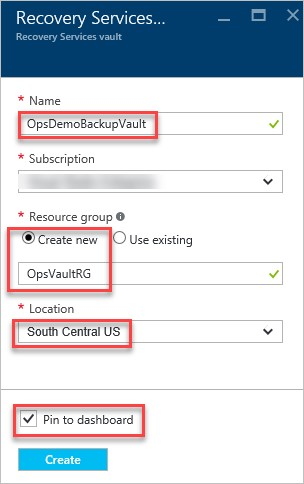 Recovery Services...
Recovery Services vault
* Name
OpsDemoBackupVault
* Subscription
* Resource group
Create new Use existing
OpsVaultRG
* Location
South Central US
Pin to dashboard
Create